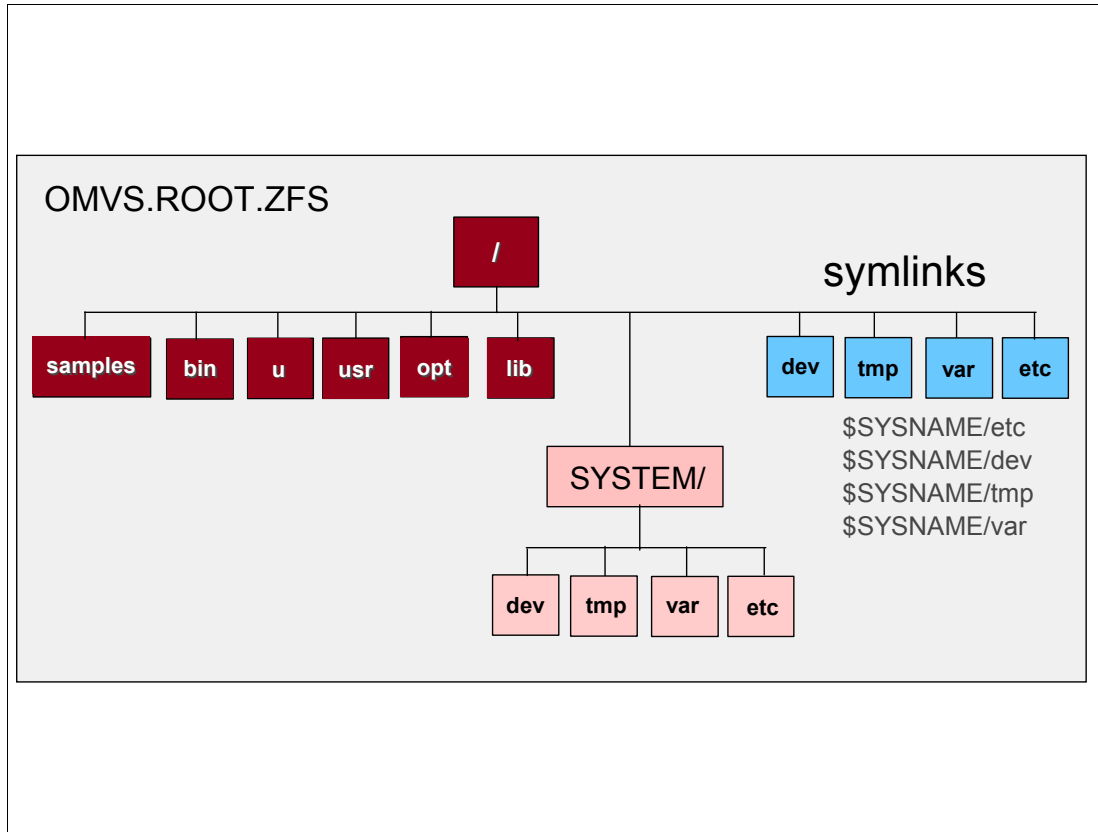 OMVS.ROOT.ZFS
/
symlinks
samples bin u usr opt lib dev tmp var etc
$SYSNAME/etc
$SYSNAME/dev
$SYSNAME/tmp
$SYSNAME/var
SYSTEM/
dev tmp var etc